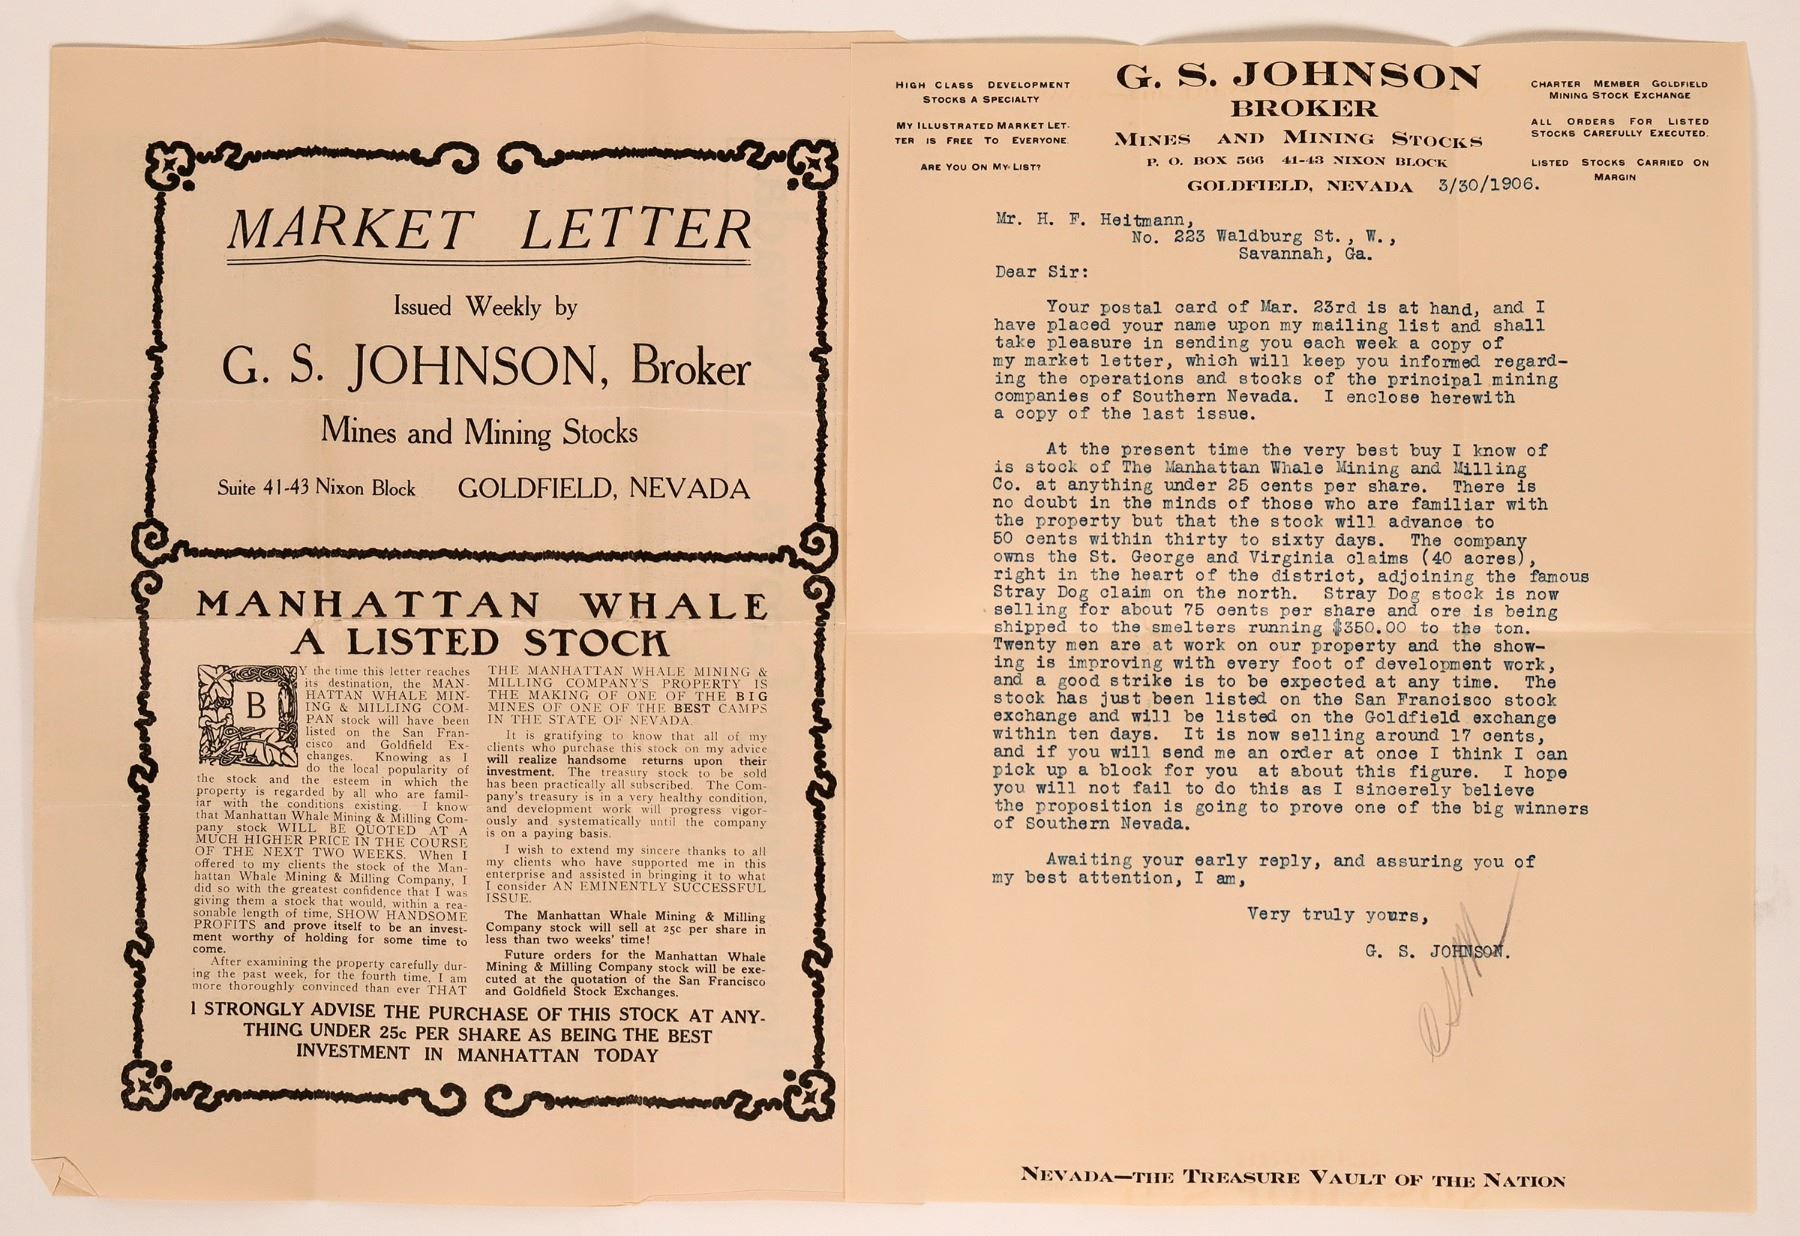 MARKET LETTER
Issued Weekly by
G. S. JOHNSON, Broker
Mines and Mining Stocks
Suite 41-43 Nixon Block GOLDFIELD, NEVADA
MANHATTAN WHALE
A LISTED STOCK
BY the time this letter reaches
its destination, the MAN-
HATTAN WHALE MIN-
ING & MILLING COM-
PAN stock will have been
listed on the San Fran-
cisco and Goldfield Ex-
changes. Knowing as I
do the local popularity of
the stock and the esteem in which the
property is regarded by all who are famil-
iar with the conditions existing. I know
that Manhattan Whale Mining & Milling Com-
pany stock WILL BE QUOTED AT A
MUCH HIGHER PRICE IN THE COURSE
OF THE NEXT TWO WEEKS. When I
offered to my clients the stock of the Man-
hattan Whale Mining & Milling Company, I
did so with the greatest confidence that I was
giving them a stock that would, within a rea-
sonable length of time, SHOW HANDSOME
PROFITS and prove itself to be an invest-
ment worthy of holding for some time to
come.
After examining the property carefully dur-
ing the past week, for the fourth time, I am
more thoroughly convinced than ever THAT
THE MANHATTAN WHALE MINING &
MILLING COMPANY'S PROPERTY IS
THE MAKING OF ONE OF THE BIG
MINES OF ONE OF THE BEST CAMPS
IN THE STATE OF NEVADA.
It is gratifying to know that all of my
clients who purchase this stock on my advice
will realize handsome returns upon their
investment. The treasury stock to be sold
has been practically all subscribed. The Com-
pany's treasury is in a very healthy condition,
and development work will progress vigor-
ously and systematically until the company
is on a paying basis.
I wish to extend my sincere thanks to all
my clients who have supported me in this
enterprise and assisted in bringing it to what
I consider AN EMINENTLY SUCCESSFUL
ISSUE.
The Manhattan Whale Mining & Milling
Company stock will sell at 25c per share in
less than two weeks' time!
Future orders for the Manhattan Whale
Mining & Milling Company stock will be exe-
cuted at the quotation of the San Francisco
and Goldfield Stock Exchanges.
I STRONGLY ADVISE THE PURCHASE OF THIS STOCK AT ANY-
THING UNDER 25c PER SHARE AS BEING THE BEST
INVESTMENT IN MANHATTAN TODAY
HIGH CLASS DEVELOPMENT
STOCKS A SPECIALTY
MY ILLUSTRATED MARKET LET-
TER IS FREE TO EVERYONE.
ARE YOU ON MY LIST?
G. S. JOHNSON
BROKER
MINES AND MINING STOCKS
P. O. BOX 566 41-43 NIXON BLOCK
GOLDFIELD, NEVADA 3/30/1906.
CHARTER MEMBER GOLDFIELD
MINING STOCK EXCHANGE
ALL ORDERS FOR LISTED
STOCKS CAREFULLY EXECUTED.
LISTED STOCKS CARRIED ON
MARGIN
Mr. H. F. Heitmann,
No. 223 Waldburg St., W.,
Savannah, Ga.
Dear Sir:
Your postal card of Mar. 23rd is at hand, and I
have placed your name upon my mailing list and shall
take pleasure in sending you each week a copy of
my market letter, which will keep you informed regard-
ing the operations and stocks of the principal mining
companies of Southern Nevada. I enclose herewith
a copy of the last issue.
At the present time the very best buy I know of
is stock of The Manhattan Whale Mining and Milling
Co. at anything under 25 cents per share. There is
no doubt in the minds of those who are familiar with
the property but that the stock will advance to
50 cents within thirty to sixty days. The company
owns the St. George and Virginia claims (40 acres),
right in the heart of the district, adjoining the famous
Stray Dog claim on the north. Stray Dog stock is now
selling for about 75 cents per share and ore is being
shipped to the smelters running $350.00 to the ton.
Twenty men are at work on our property and the show-
ing is improving with every foot of development work,
and a good strike is to be expected at any time. The
stock has just been listed on the San Francisco stock
exchange and will be listed on the Goldfield exchange
within ten days. It is now selling around 17 cents,
and if you will send me an order at once I think I can
pick up a block for you at about this figure. I hope
you will not fail to do this as I sincerely believe
the proposition is going to prove one of the big winners
of Southern Nevada.
Awaiting your early reply, and assuring you of
my best attention, I am,
Very truly yours,
G. S. JOHNSON.
NEVADA—THE TREASURE VAULT OF THE NATION